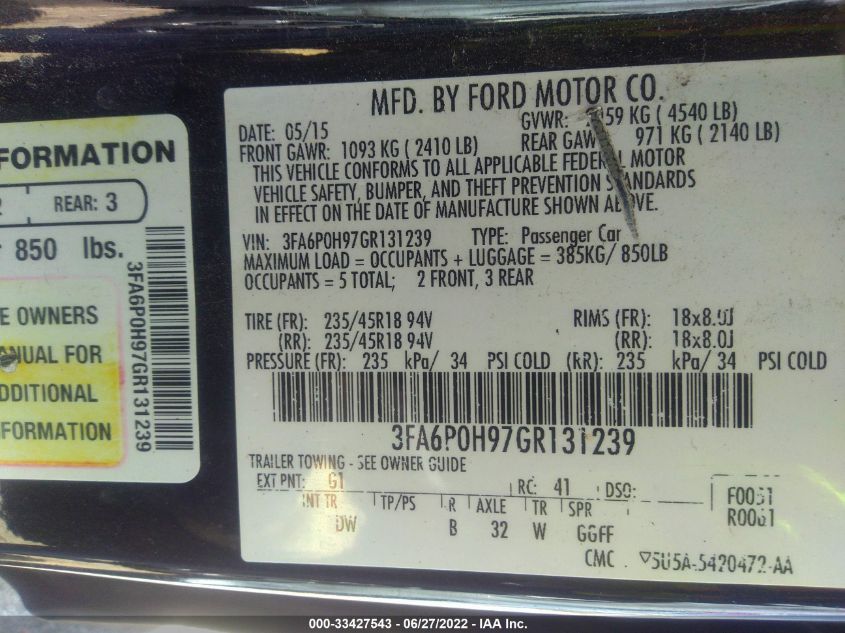 FORMATION
REAR: 3
850 lbs.
E OWNERS
ANUAL FOR
DDITIONAL
FORMATION
3FA6P0H97GR131239
MFD. BY FORD MOTOR CO.
DATE: 05/15 GVWR: 2059 KG ( 4540 LB)
FRONT GAWR: 1093 KG ( 2410 LB) REAR GAW 971 KG ( 2140 LB)
THIS VEHICLE CONFORMS TO ALL APPLICABLE FEDERAL MOTOR
VEHICLE SAFETY, BUMPER, AND THEFT PREVENTION STANDARDS
IN EFFECT ON THE DATE OF MANUFACTURE SHOWN ABOVE.
VIN: 3FA6P0H97GR131239 TYPE: Passenger Car
MAXIMUM LOAD = OCCUPANTS + LUGGAGE = 385KG/ 850LB
OCCUPANTS = 5 TOTAL; 2 FRONT, 3 REAR
TIRE (FR): 235/45R18 94V RIMS (FR): 18x8.0J
(RR): 235/45R18 94V (RR): 18x8.0J
PRESSURE (FR): 235 kPa/ 34 PSI COLD (RR): 235 kPa/ 34 PSI COLD
3FA6P0H97GR131239
TRAILER TOWING - SEE OWNER GUIDE
EXT PNT: G1 RC: 41 DSO: F0051
INT TR TP/PS R AXLE TR SPR R0061
DW B 32 W GGFF
CMC 5U5A-5420472-AA
000-33427543 / 06/27/2022 - IAA Inc.